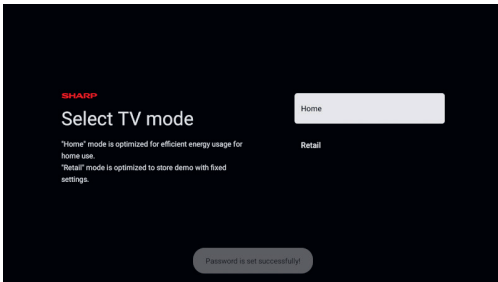 SHARP
Select TV mode
"Home" mode is optimized for efficient energy usage for
home use.
"Retail" mode is optimized to store demo with fixed
settings.
Home
Retail
Password is set successfully!